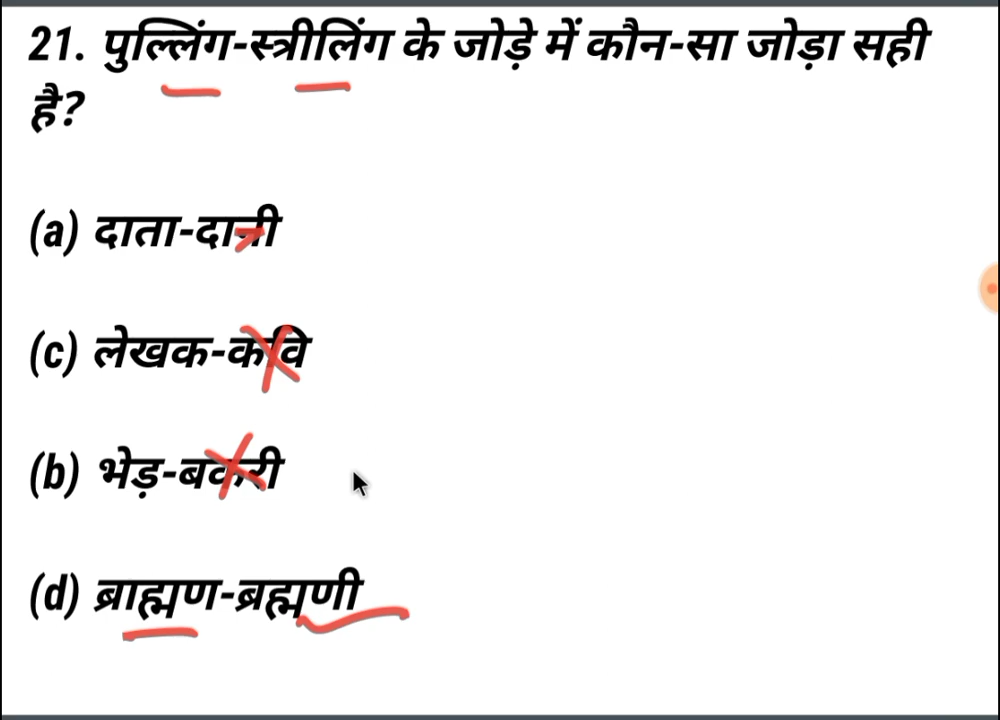 21. पुल्लिंग-स्त्रीलिंग के जोड़े में कौन-सा जोड़ा सही
है?
(a) दाता-दानी
(c) लेखक-कवि
(b) भेड़-बकरी
(d) ब्राह्मण-ब्रह्मणी